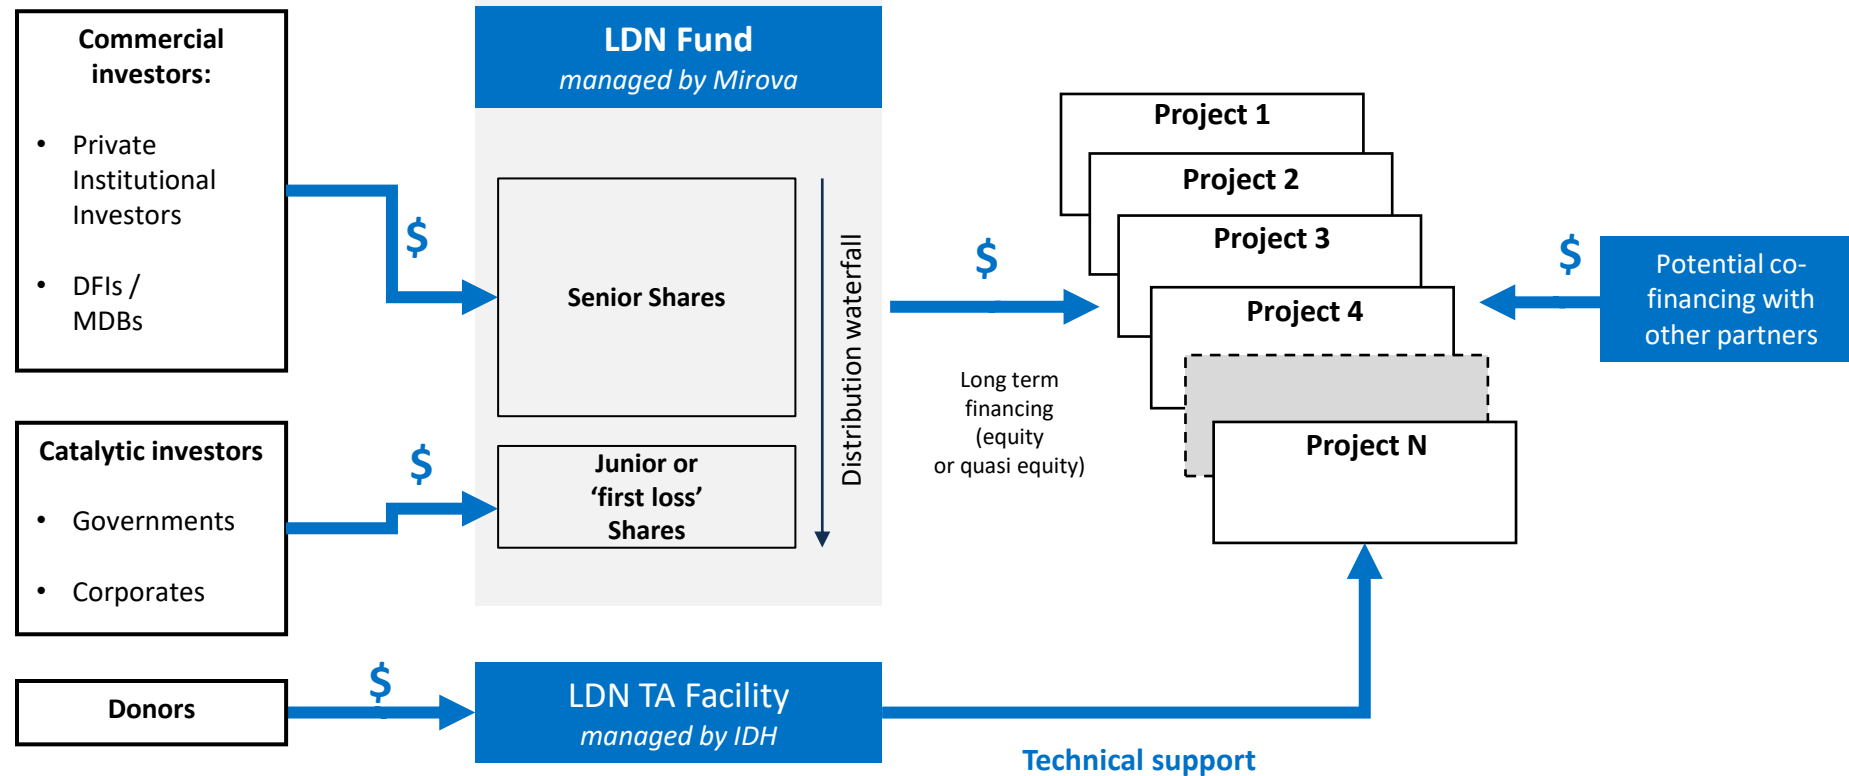 Commercial
investors:
• Private
Institutional
Investors
• DFIs /
MDBs
$
Catalytic investors
• Governments
• Corporates
$
Donors
$
LDN Fund
managed by Mirova
Senior Shares
Junior or
‘first loss’
Shares
Distribution waterfall
LDN TA Facility
managed by IDH
$
Long term
financing
(equity
or quasi equity)
Project 1
Project 2
Project 3
Project 4
Project N
$
Potential co-
financing with
other partners
Technical support